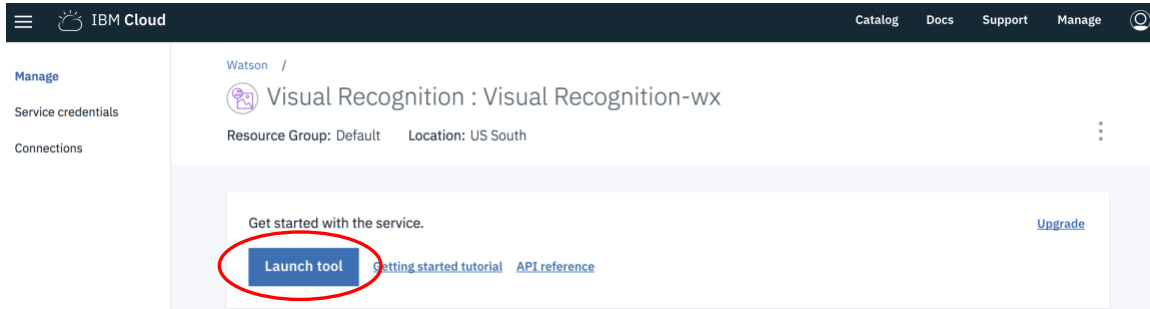 IBM Cloud
Catalog Docs Support Manage
Manage
Service credentials
Connections
Watson /
Visual Recognition : Visual Recognition-wx
Resource Group: Default Location: US South
Get started with the service.
Upgrade
Launch tool Getting started tutorial API reference